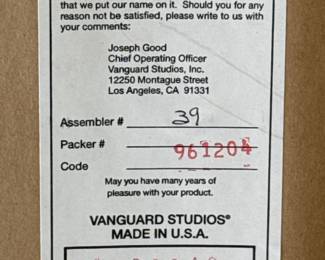 that we put our name on it. Should you for any
reason not be satisfied, please write to us with
your comments:
Joseph Good
Chief Operating Officer
Vanguard Studios, Inc.
12250 Montague Street
Los Angeles, CA 91331
Assembler # 39
Packer # 961204
Code
May you have many years of
pleasure with your product.
VANGUARD STUDIOS®
MADE IN U.S.A.